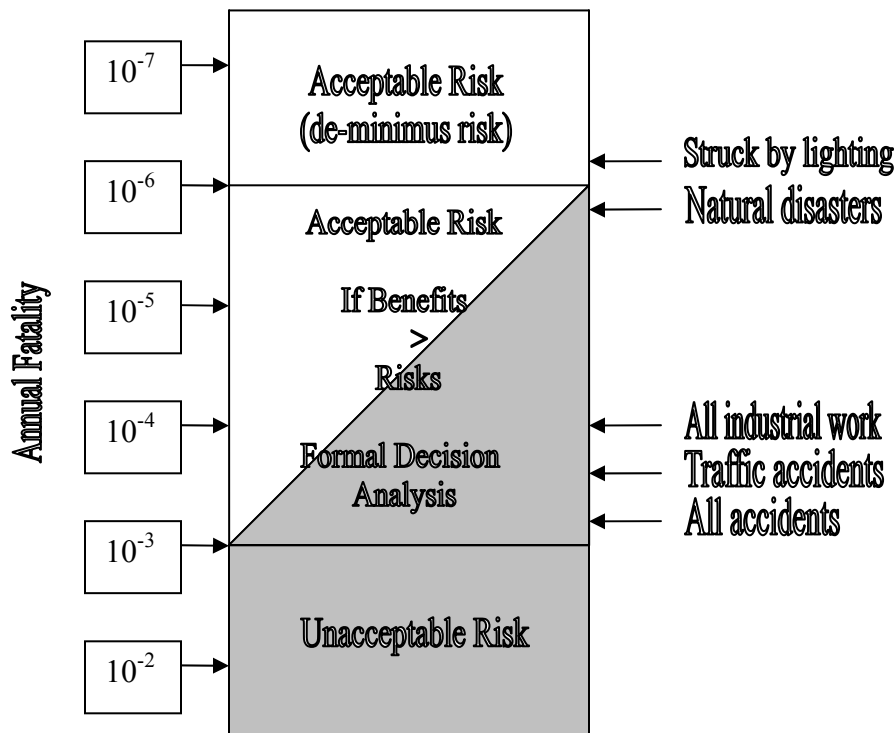 Annual Fatality
10⁻⁷
10⁻⁶
10⁻⁵
10⁻⁴
10⁻³
10⁻²
Acceptable Risk
(de-minimus risk)
Acceptable Risk
If Benefits
>
Risks
Formal Decision
Analysis
Unacceptable Risk
Struck by lighting
Natural disasters
All industrial work
Traffic accidents
All accidents